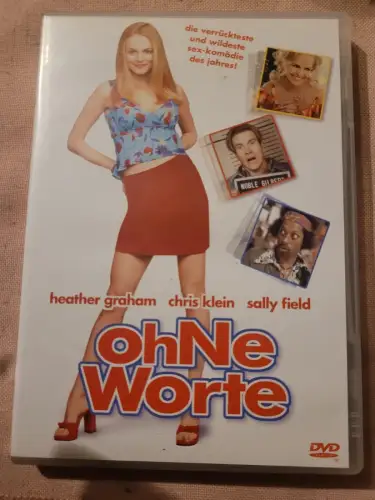 die verrückteste
und wildeste
sex-komödie
des jahres!
NOBLE GILBERT
heather graham chris klein sally field
ohNe
Worte
DVD